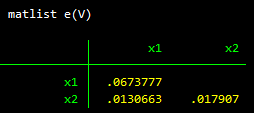 matlist e(V)
x1 x2
x1 .0673777
x2 .0130663 .017907